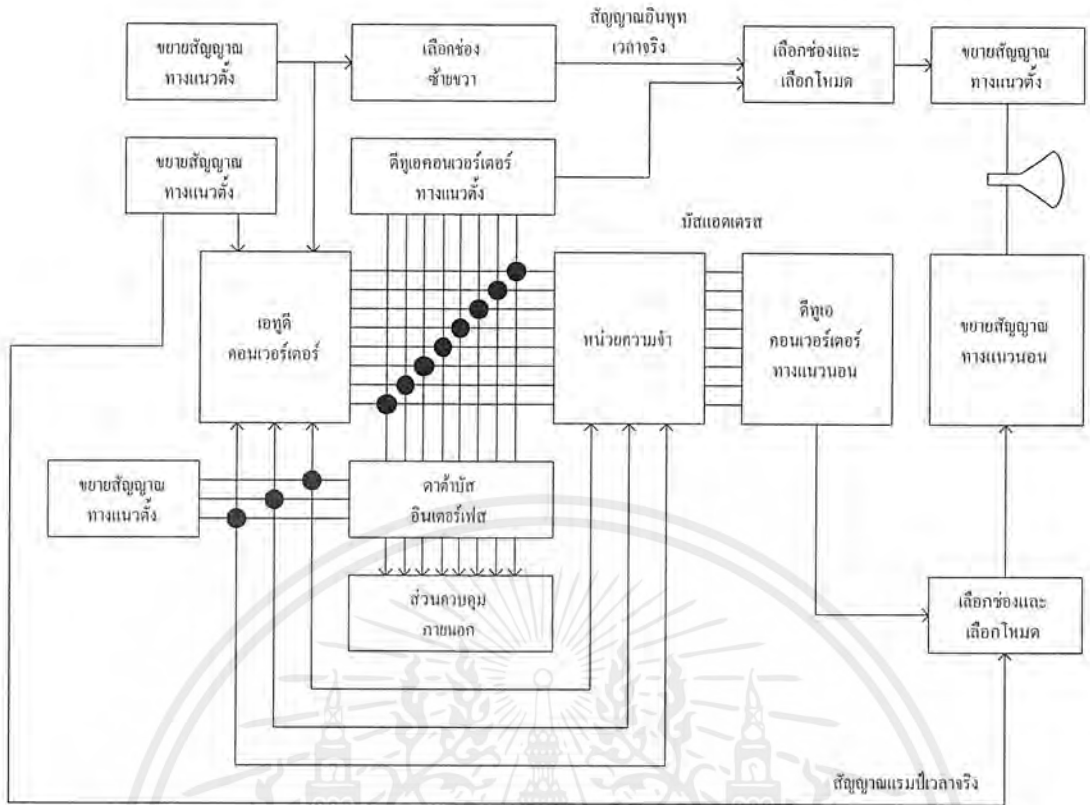 สัญญาณอินพุท
เวลาจริง
ขยายสัญญาณ
ทางแนวตั้ง
เลือกช่อง
ซ้ายขวา
เลือกช่องและ
เลือกโหมด
ขยายสัญญาณ
ทางแนวตั้ง
ขยายสัญญาณ
ทางแนวตั้ง
ดีทูเอคอนเวอร์เตอร์
ทางแนวตั้ง
บัสแอดเดรส
เอทูดี
คอนเวอร์เตอร์
หน่วยความจำ
ดีทูเอ
คอนเวอร์เตอร์
ทางแนวนอน
ขยายสัญญาณ
ทางแนวนอน
ขยายสัญญาณ
ทางแนวตั้ง
ดาต้าบัส
อินเตอร์เฟส
ส่วนควบคุม
ภายนอก
เลือกช่องและ
เลือกโหมด
สัญญาณแรมป์เวลาจริง